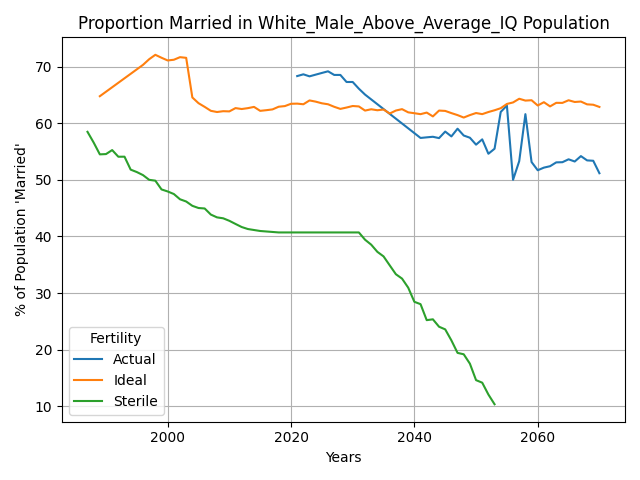 Proportion Married in White_Male_Above_Average_IQ Population
% of Population 'Married'
70
60
50
40
30
20
10
Fertility
Actual
Ideal
Sterile
2000
2020
2040
2060
Years